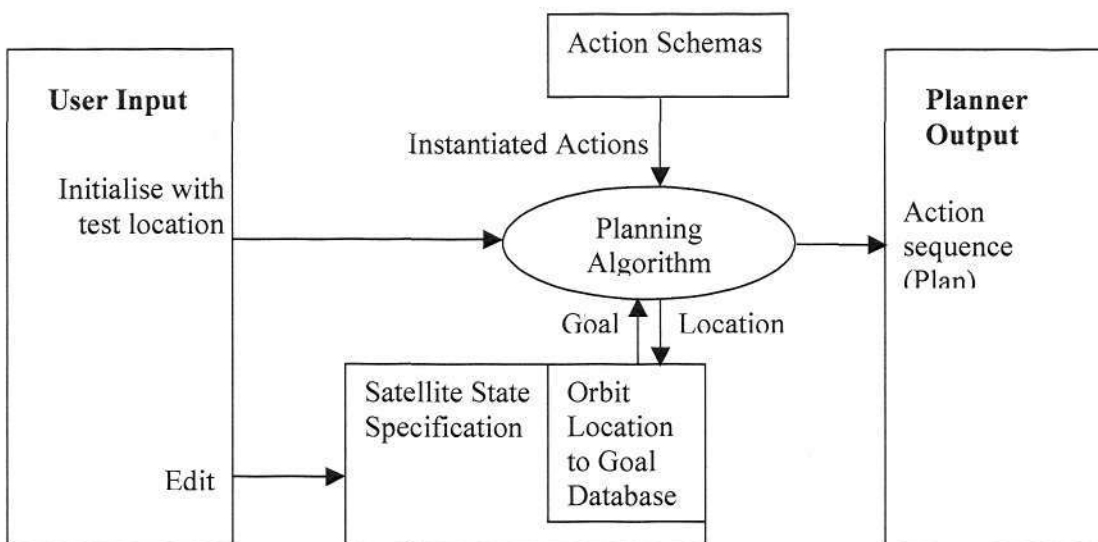 Action Schemas
User Input
Planner
Output
Instantiated Actions
Initialise with
test location
Planning
Algorithm
Action
sequence
(Plan)
Goal
Location
Satellite State
Specification
Orbit
Location
to Goal
Database
Edit